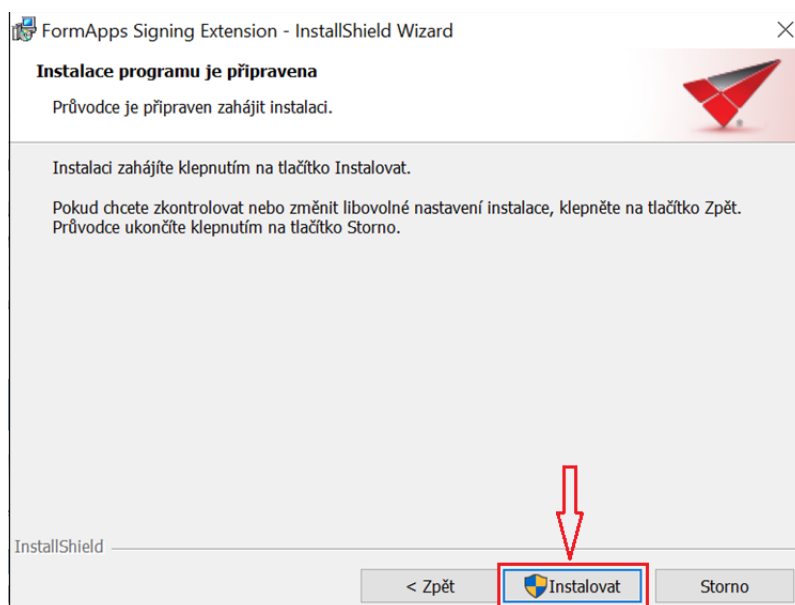 FormApps Signing Extension - InstallShield Wizard
Instalace programu je připravena
Průvodce je připraven zahájit instalaci.
Instalaci zahájíte klepnutím na tlačítko Instalovat.
Pokud chcete zkontrolovat nebo změnit libovolné nastavení instalace, klepněte na tlačítko Zpět.
Průvodce ukončíte klepnutím na tlačítko Storno.
InstallShield
< Zpět
Instalovat
Storno